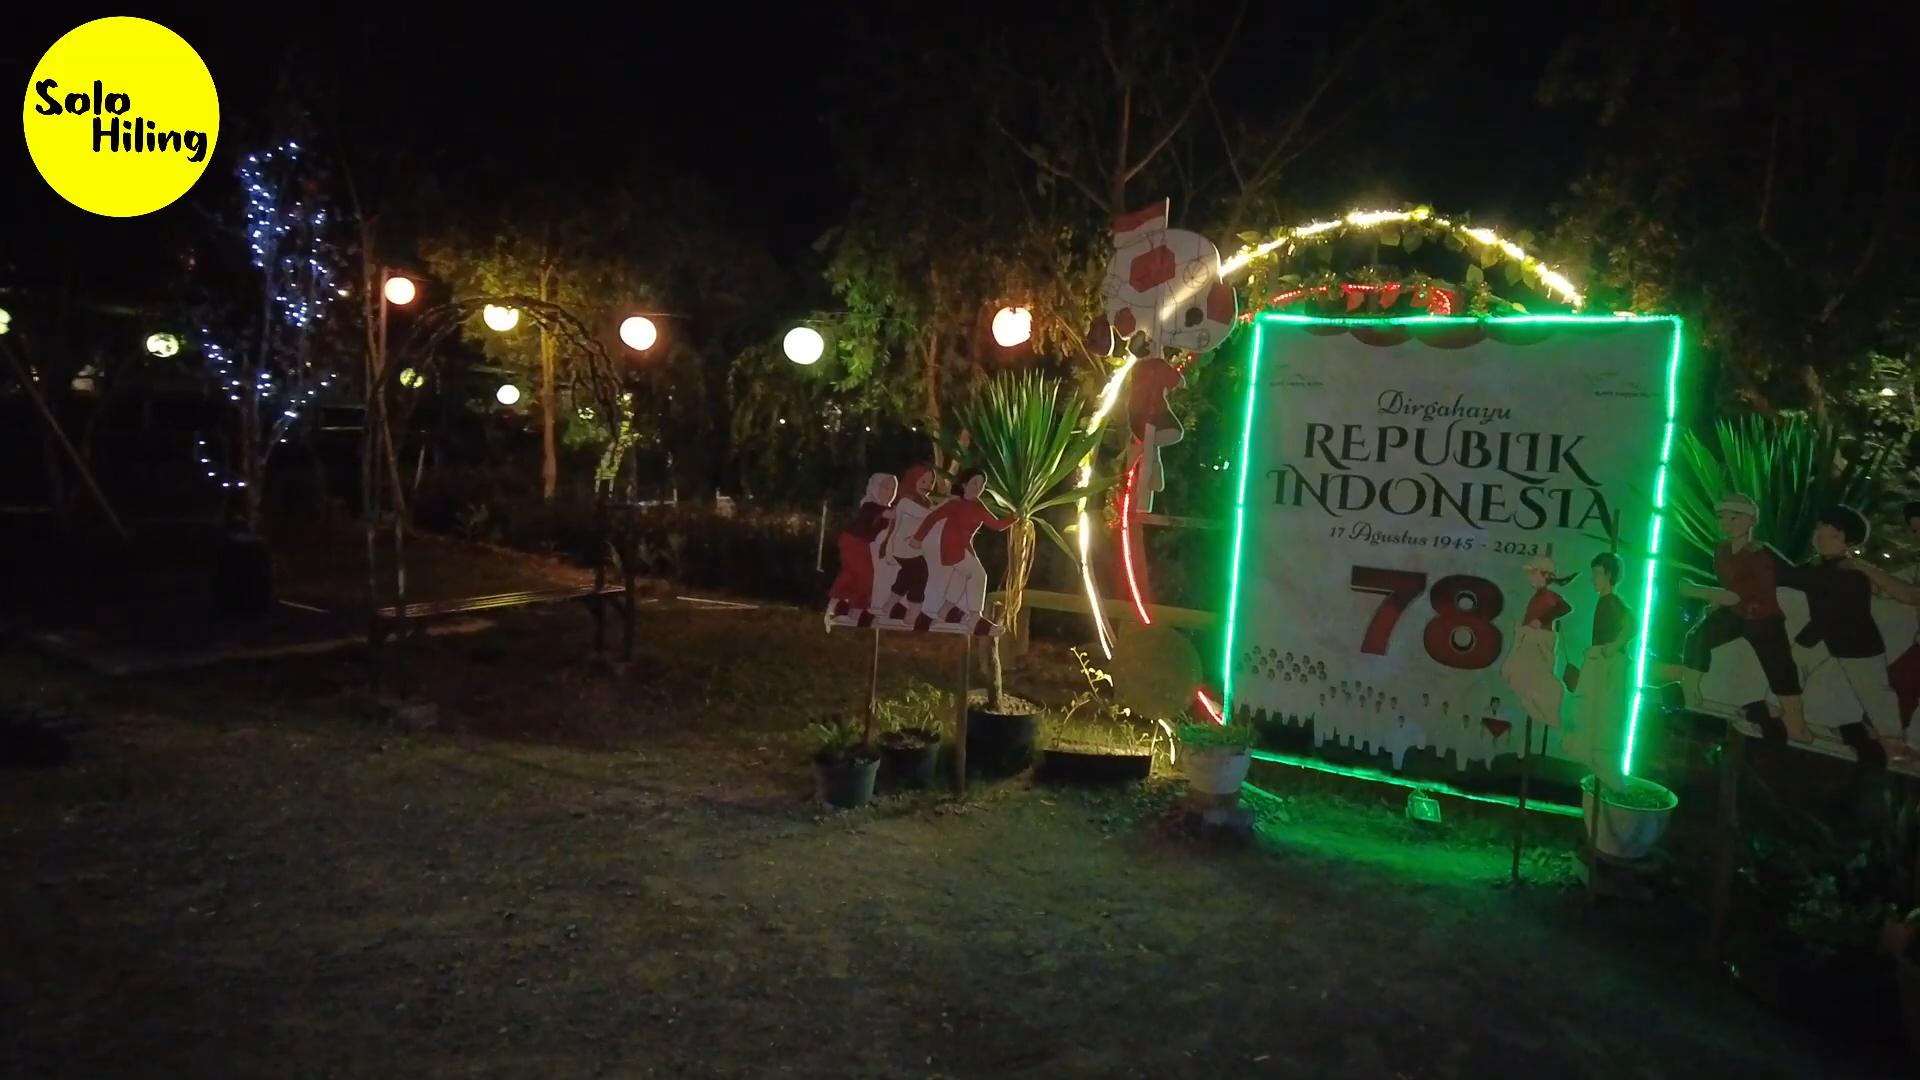 Solo
Hiling
Dirgahayu
REPUBLIK
INDONESIA
17 Agustus 1945 - 2023
78